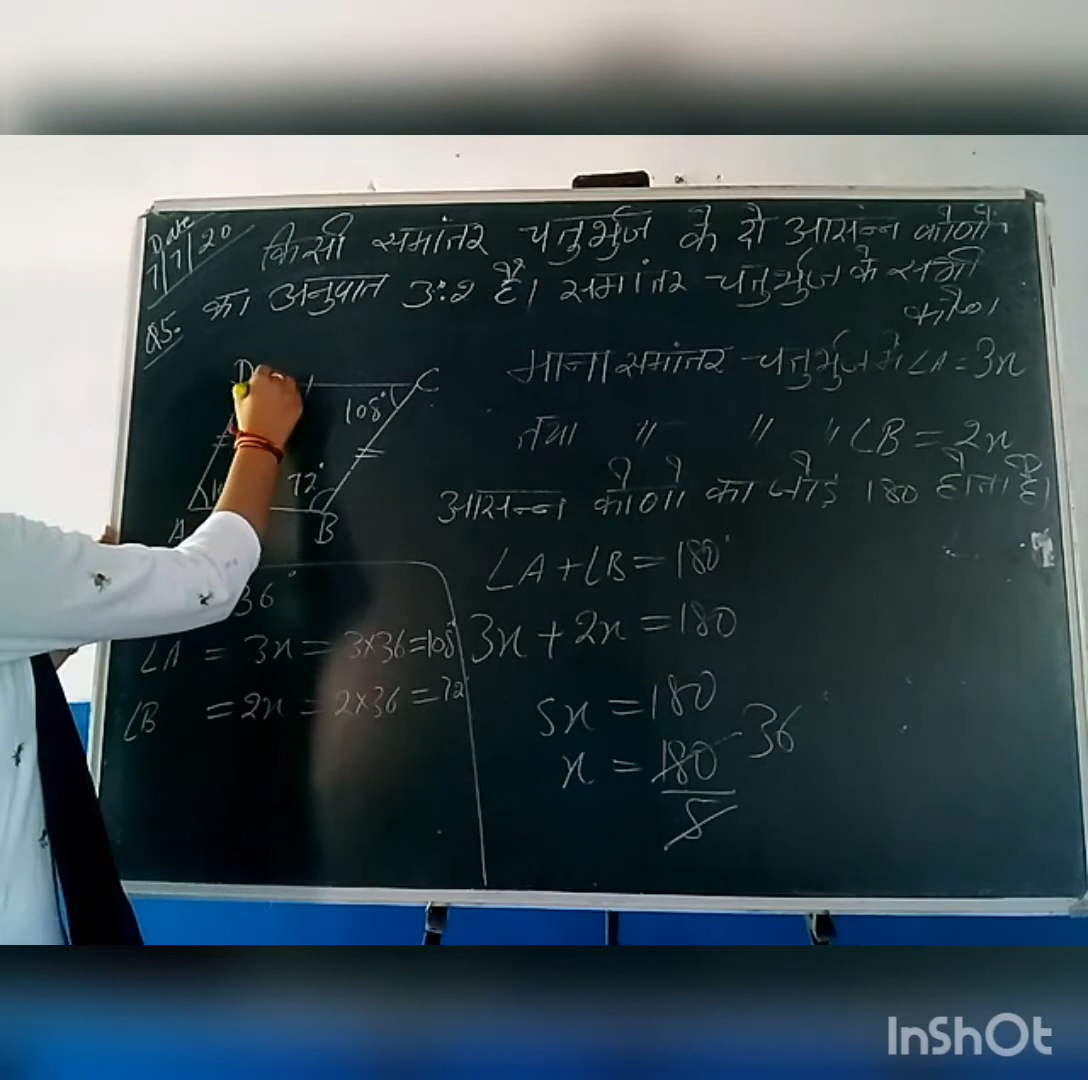 Date
7/7/20
किसी समांतर चतुर्भुज के दो आसन्न कोणों
का अनुपात 3:2 है। समांतर चतुर्भुज के सभी
Q5.
माना समांतर चतुर्भुज में ∠A = 3x
तथा " " " ∠B = 2x
आसन्न कोणों का जोड़ 180 होता है।
∠A + ∠B = 180°
3x + 2x = 180
5x = 180
x = 180 36
5
D
C
108°
72°
A
B
36°
∠A = 3x = 3×36 = 108°
∠B = 2x = 2×36 = 72°
InShOt